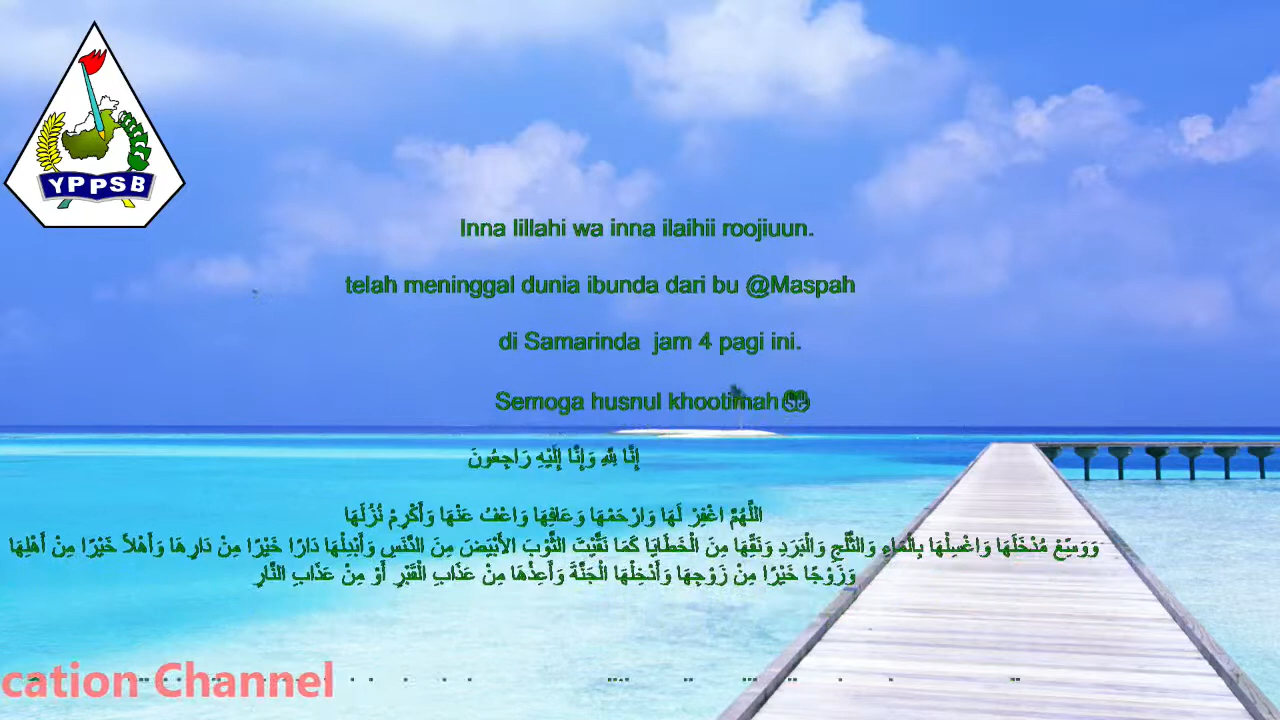 YPPSB
Inna lillahi wa inna ilaihii roojiuun.
telah meninggal dunia ibunda dari bu @Maspah
di Samarinda jam 4 pagi ini.
Semoga husnul khootimah
إِنَّا لِلَّهِ وَإِنَّا إِلَيْهِ رَاجِعُونَ
اللَّهُمَّ اغْفِرْ لَهَا وَارْحَمْهَا وَعَافِهَا وَاعْفُ عَنْهَا وَأَكْرِمْ نُزُلَهَا
وَوَسِّعْ مُدْخَلَهَا وَاغْسِلْهَا بِالْمَاءِ وَالثَّلْجِ وَالْبَرَدِ وَنَقِّهَا مِنَ الْخَطَايَا كَمَا نَقَّيْتَ الثَّوْبَ الأَبْيَضَ مِنَ الدَّنَسِ وَأَبْدِلْهَا دَارًا خَيْرًا مِنْ دَارِهَا وَأَهْلاً خَيْرًا مِنْ أَهْلِهَا
وَزَوْجًا خَيْرًا مِنْ زَوْجِهَا وَأَدْخِلْهَا الْجَنَّةَ وَأَعِذْهَا مِنْ عَذَابِ الْقَبْرِ أَوْ مِنْ عَذَابِ النَّارِ
cation Channel